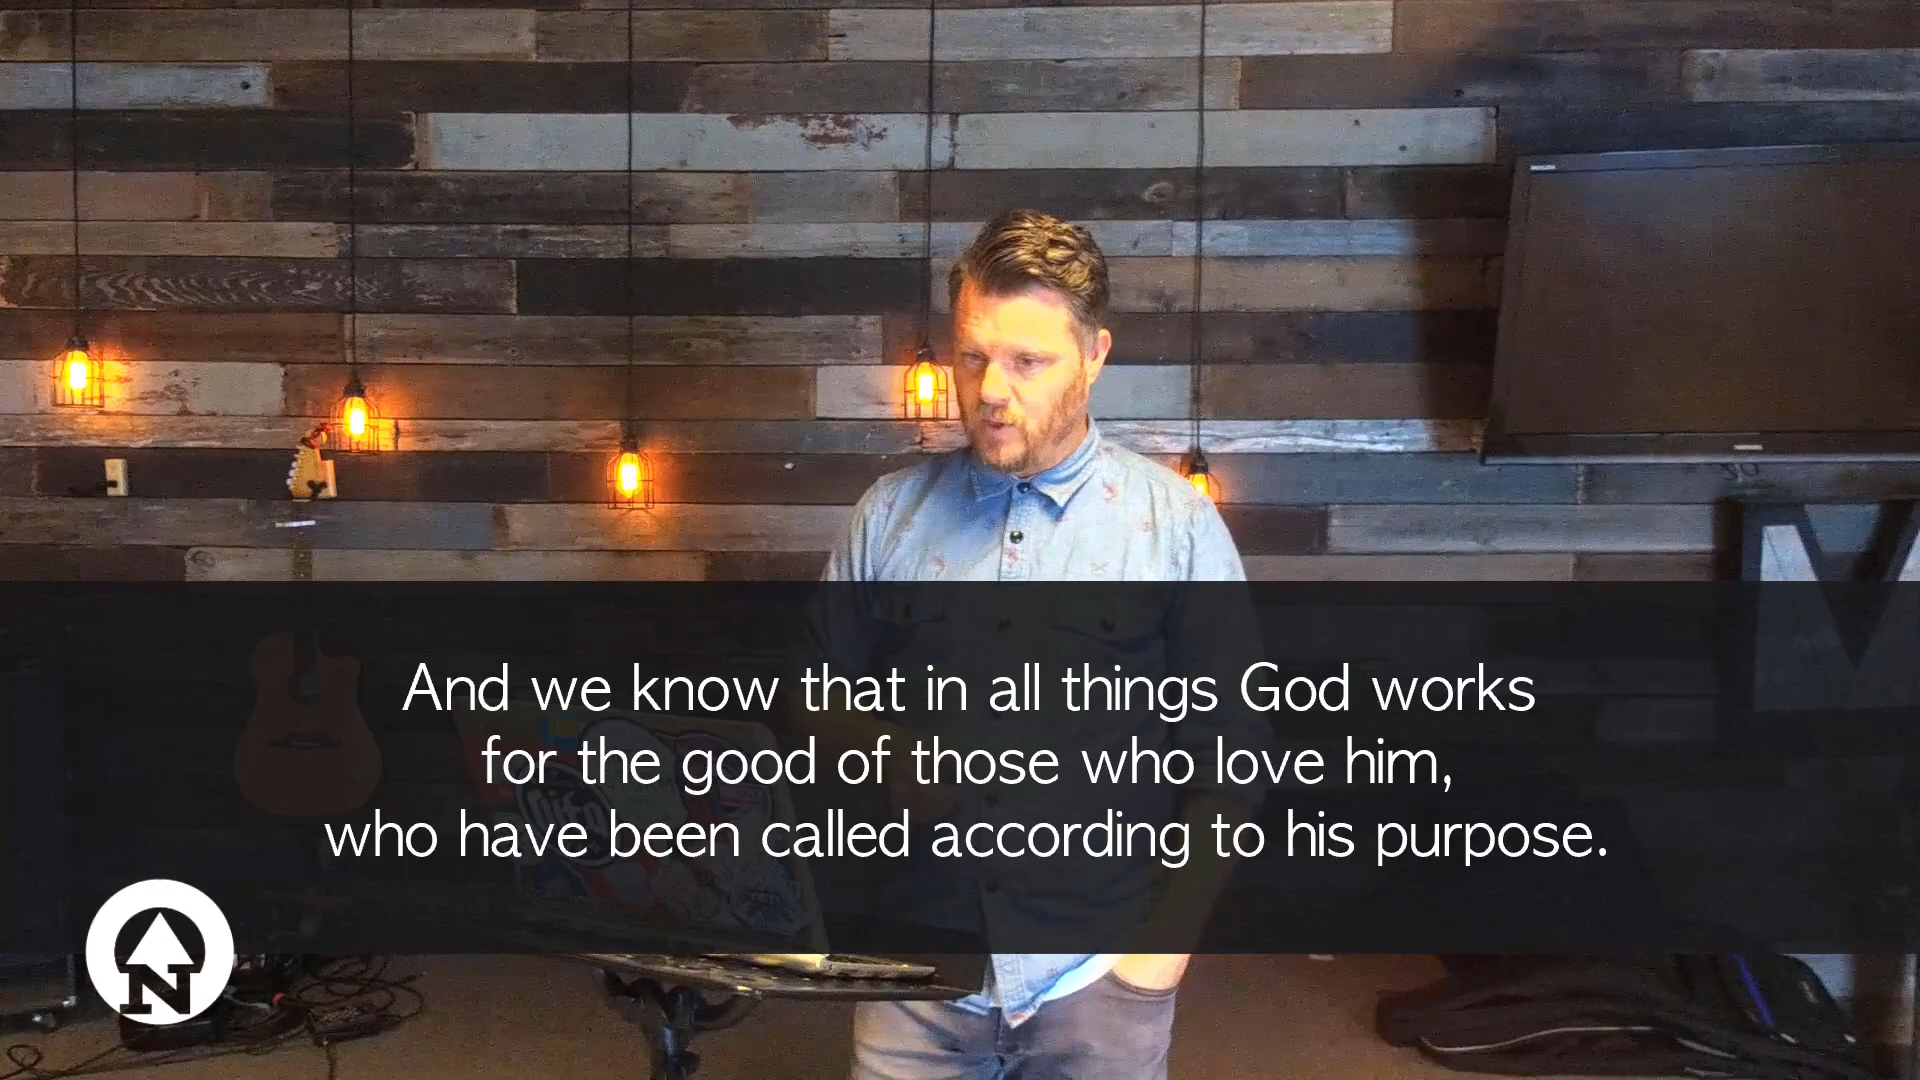 And we know that in all things God works
for the good of those who love him,
who have been called according to his purpose.
N